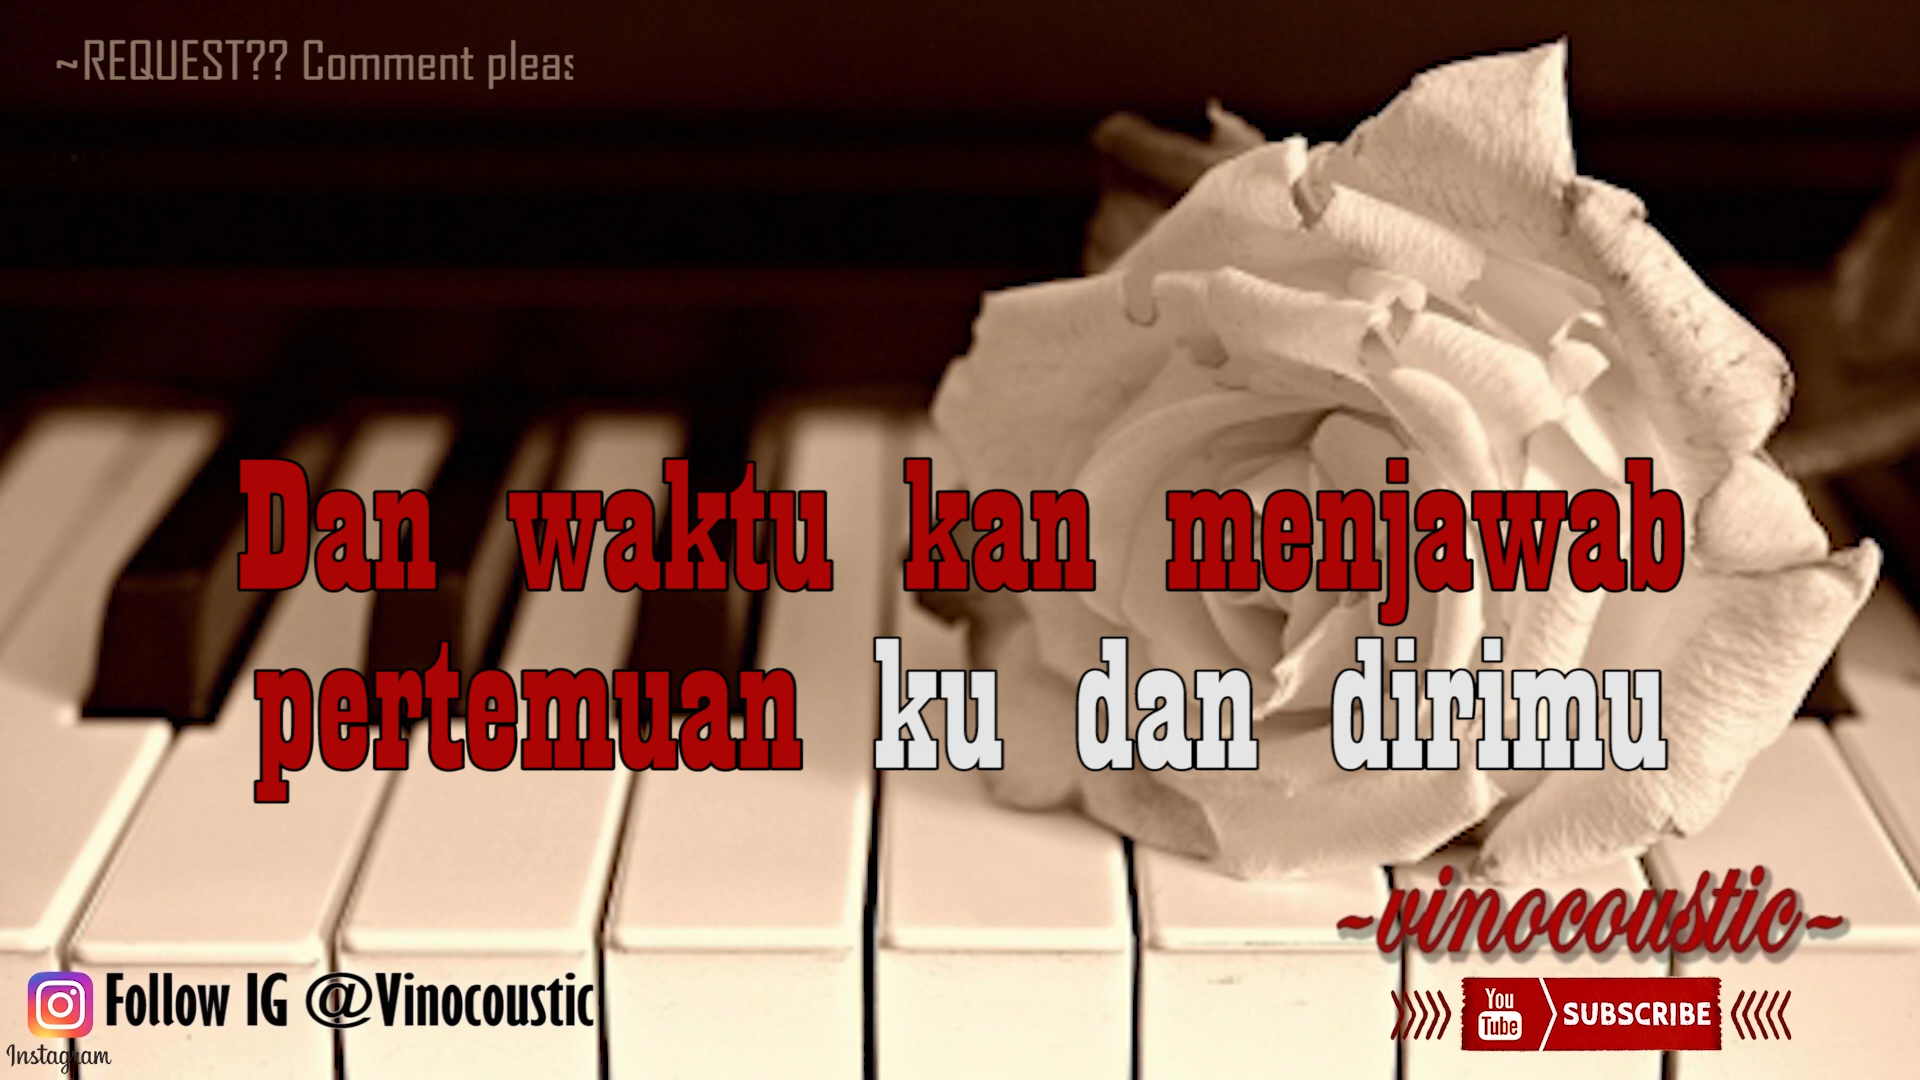 ~REQUEST?? Comment pleas
Dan waktu kan menjawab
pertemuan ku dan dirimu
~vinocoustic~
Follow IG @Vinocoustic
Instagram
You Tube SUBSCRIBE